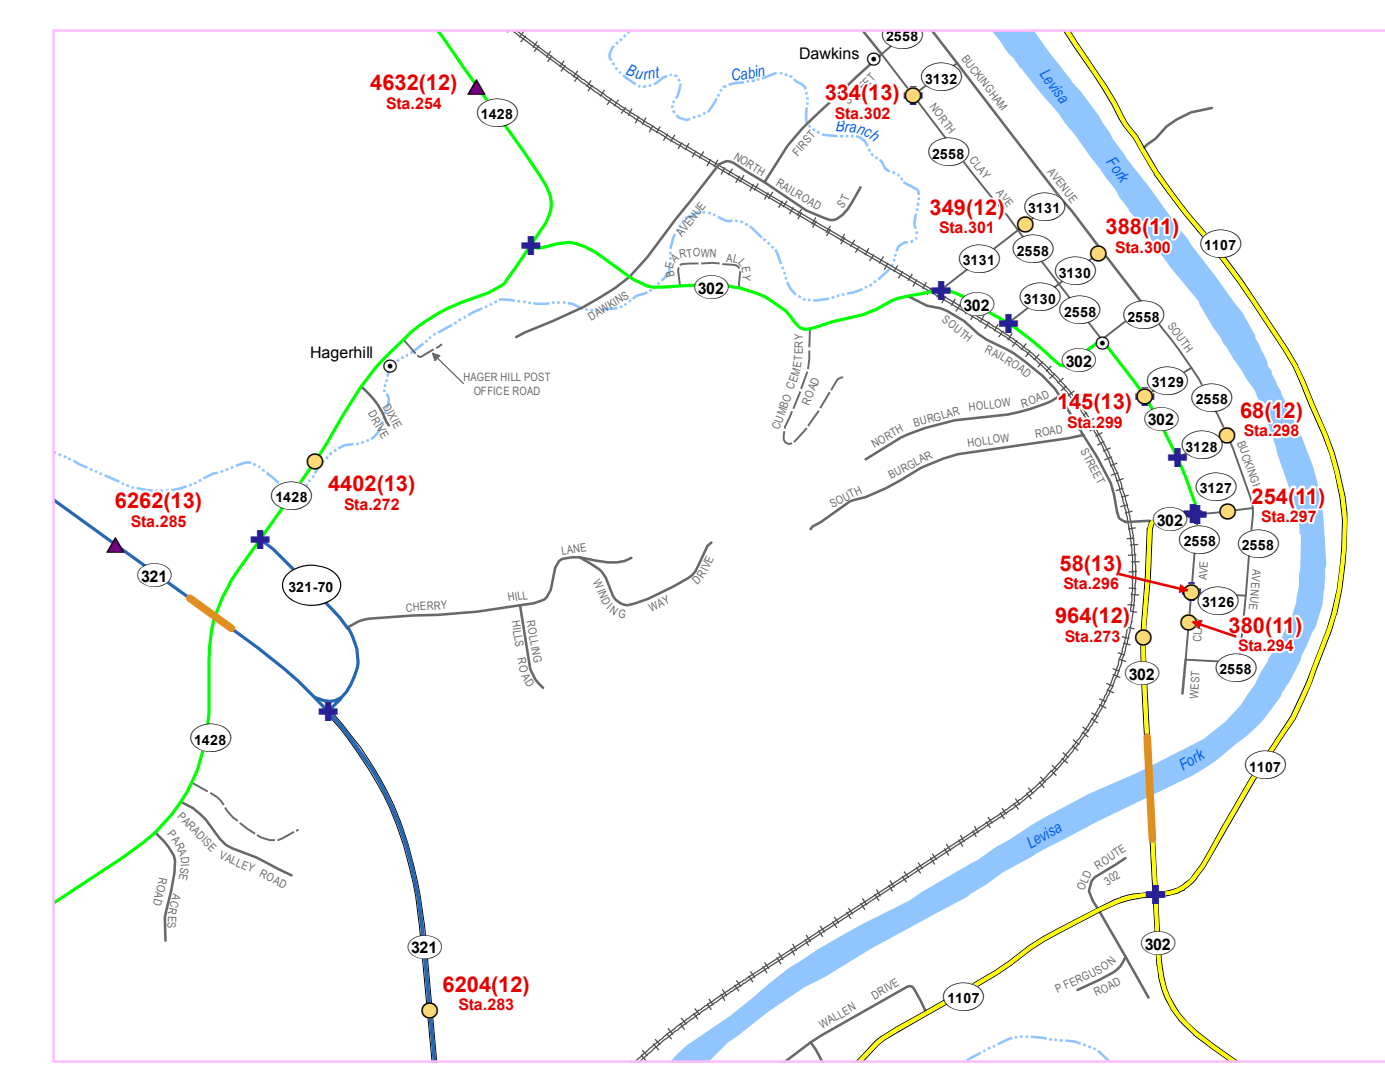 2558
Dawkins
BUCKINGHAM
AVENUE
4632(12)
Sta.254
1428
Burnt
Cabin
Branch
Levisa
Fork
3132
334(13)
Sta.302
FIRST
NORTH
CLAY
AVE
2558
NORTH
RAILROAD
ST
3131
349(12)
Sta.301
388(11)
Sta.300
1107
2558
3131
3130
AVENUE
DAWKINS
BEARTOWN ALLEY
302
302
3130
2558
2558
SOUTH
SOUTH
RAILROAD
STREET
302
Hagerhill
HAGER HILL POST
OFFICE ROAD
DIXIE
DRIVE
CUMBO CEMETERY
ROAD
3129
2558
145(13)
Sta.299
302
68(12)
Sta.298
NORTH BURGLAR HOLLOW ROAD
SOUTH BURGLAR HOLLOW ROAD
3128
4402(13)
Sta.272
1428
6262(13)
Sta.285
3127
254(11)
Sta.297
302
2558
2558
AVENUE
321
321-70
LANE
CHERRY
HILL
WINDING
WAY
DRIVE
ROLLING
HILLS ROAD
58(13)
Sta.296
AVE
3126
964(12)
Sta.273
380(11)
Sta.294
302
2558
WEST
1428
1107
Fork
Levisa
PARADISE VALLEY ROAD
PARADISE
ACRES
ROAD
OLD ROUTE
302
321
302
6204(12)
Sta.283
P FERGUSON
ROAD
WALLEN DRIVE
1107